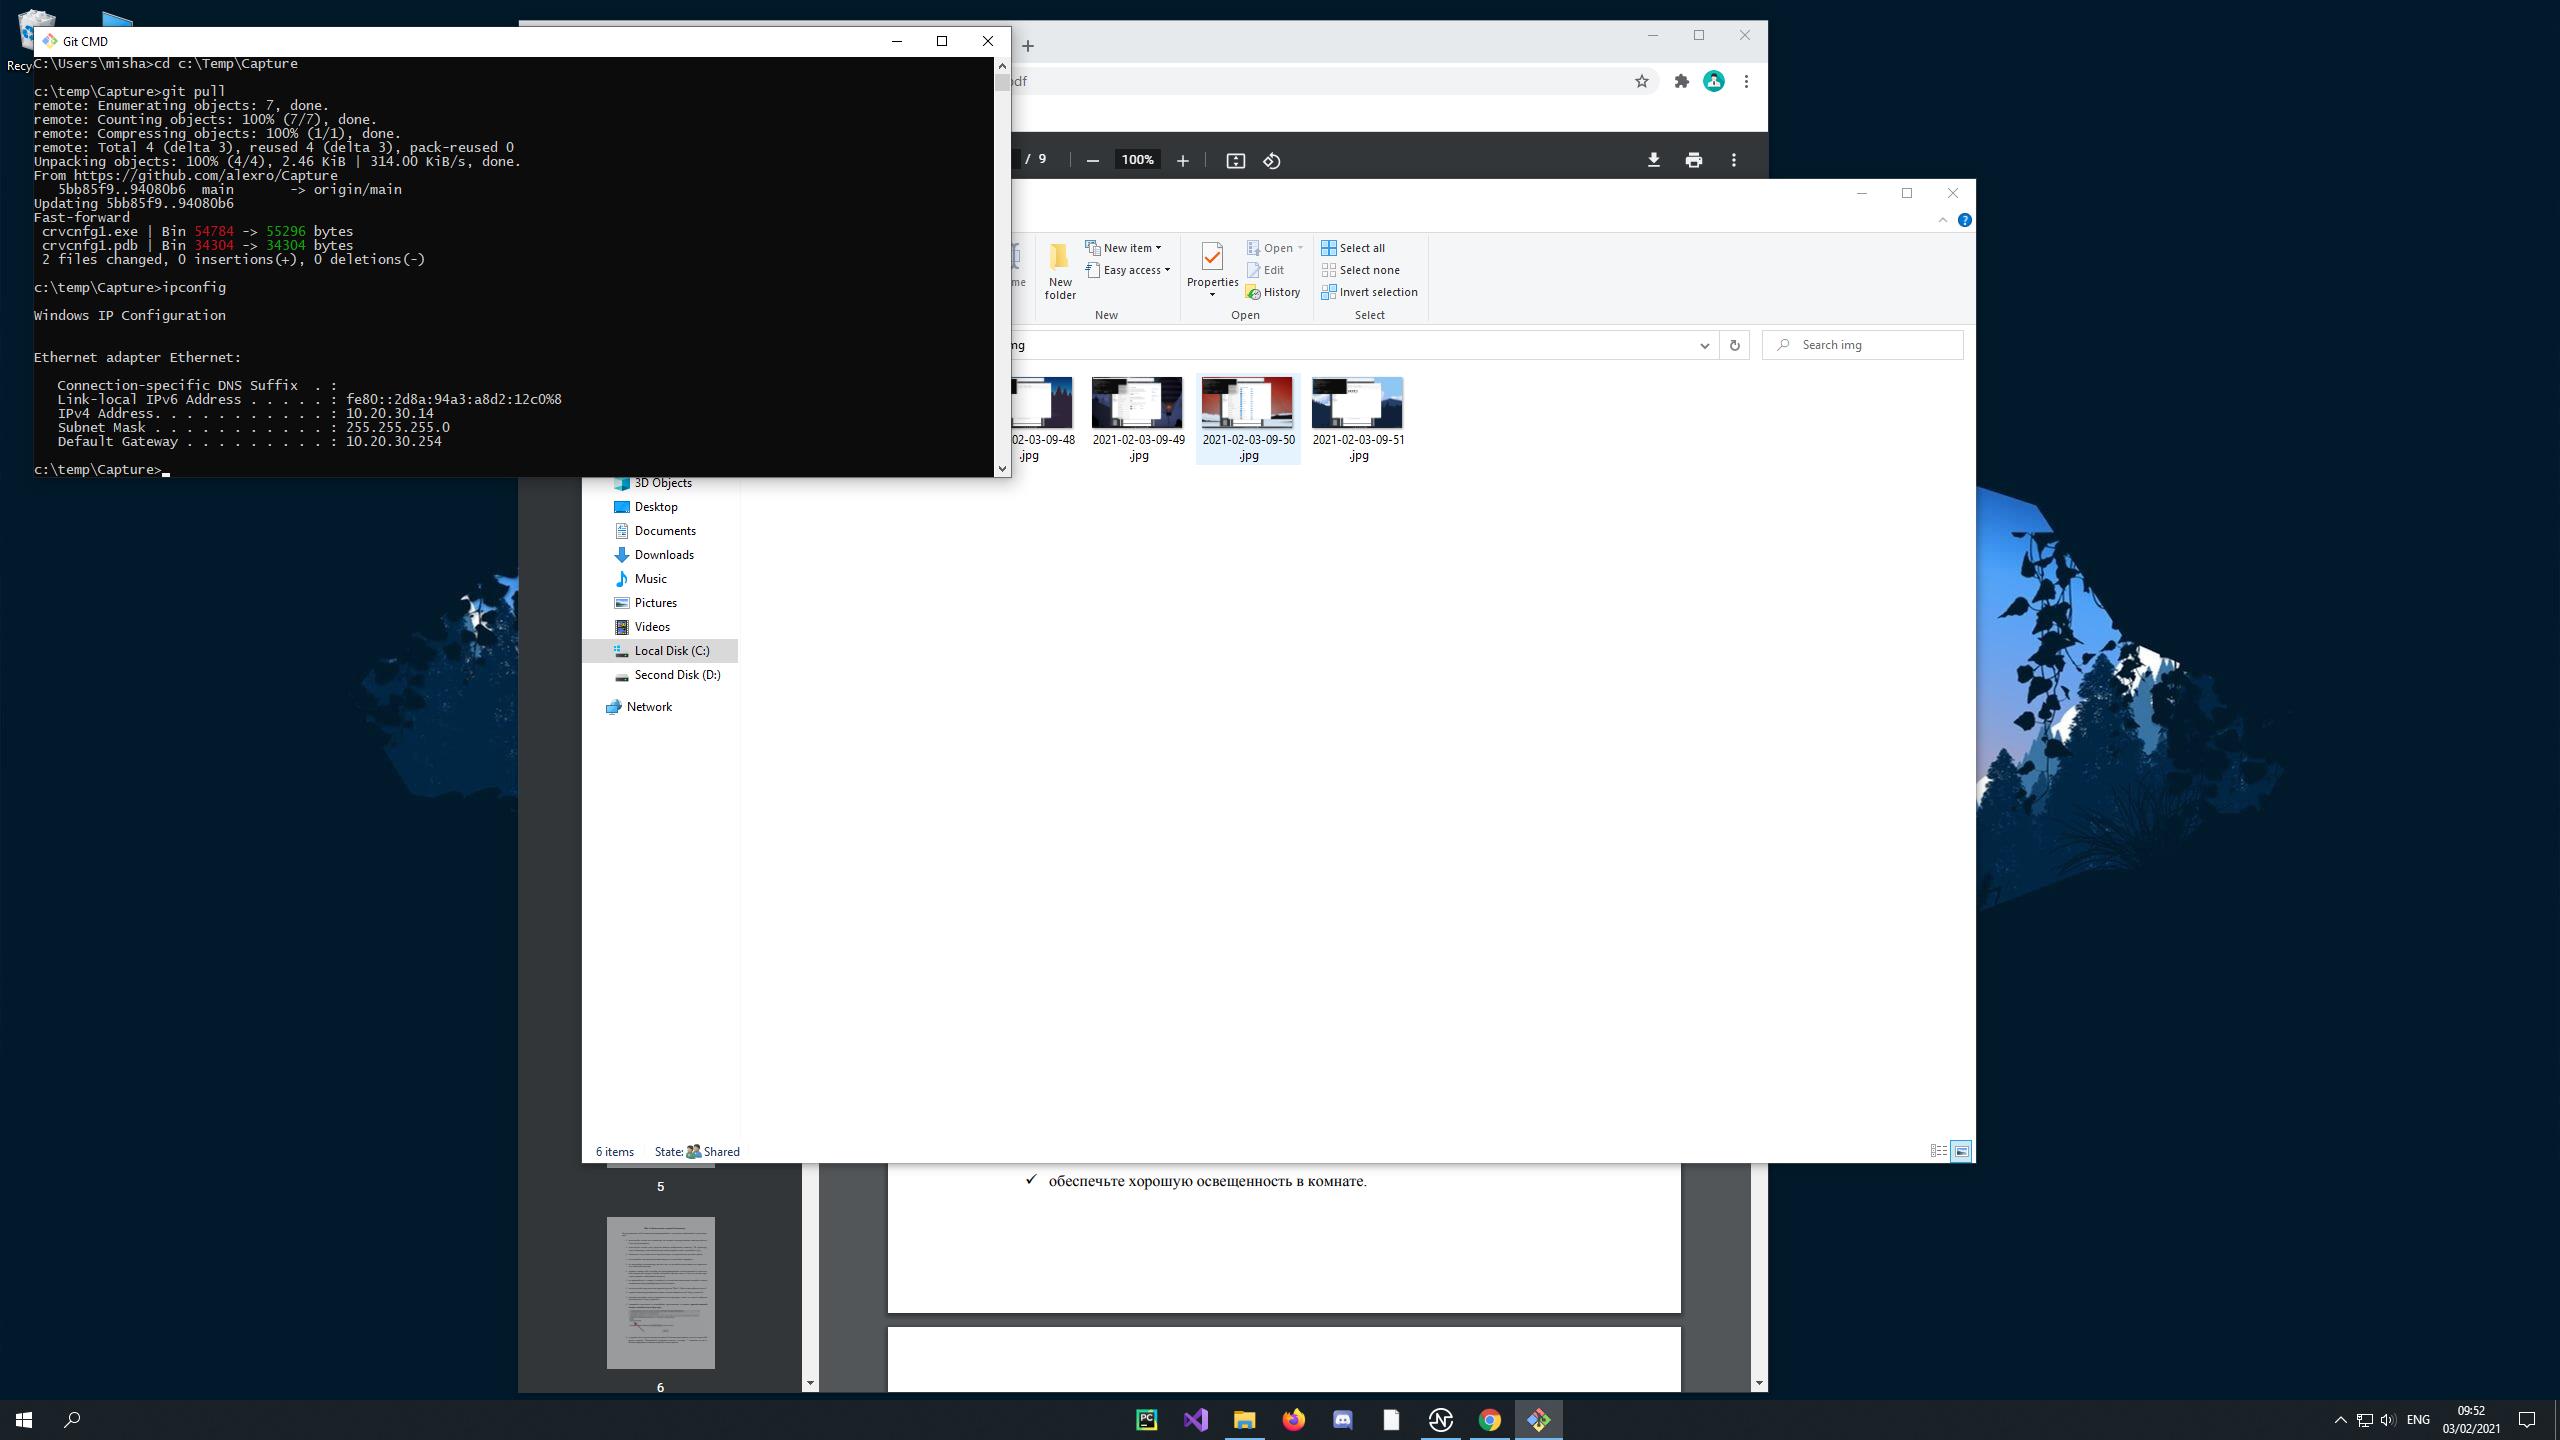 Git CMD
C:\Users\misha>cd c:\Temp\Capture
c:\temp\Capture>git pull
remote: Enumerating objects: 7, done.
remote: Counting objects: 100% (7/7), done.
remote: Compressing objects: 100% (1/1), done.
remote: Total 4 (delta 3), reused 4 (delta 3), pack-reused 0
Unpacking objects: 100% (4/4), 2.46 KiB | 314.00 KiB/s, done.
From https://github.com/alexro/Capture
5bb85f9..94080b6  main       -> origin/main
Updating 5bb85f9..94080b6
Fast-forward
crvcnfg1.exe | Bin 54784 -> 55296 bytes
crvcnfg1.pdb | Bin 34304 -> 34304 bytes
2 files changed, 0 insertions(+), 0 deletions(-)
c:\temp\Capture>ipconfig
Windows IP Configuration
Ethernet adapter Ethernet:
Connection-specific DNS Suffix  . :
Link-local IPv6 Address . . . . . : fe80::2d8a:94a3:a8d2:12c0%8
IPv4 Address. . . . . . . . . . . : 10.20.30.14
Subnet Mask . . . . . . . . . . . : 255.255.255.0
Default Gateway . . . . . . . . . : 10.20.30.254
c:\temp\Capture>
Recy
odf
/ 9
100%
me
New folder
New item
Easy access
New
Properties
Open
Edit
History
Open
Select all
Select none
Invert selection
Select
mg
Search img
02-03-09-48
.jpg
2021-02-03-09-49
.jpg
2021-02-03-09-50
.jpg
2021-02-03-09-51
.jpg
3D Objects
Desktop
Documents
Downloads
Music
Pictures
Videos
Local Disk (C:)
Second Disk (D:)
Network
6 items
State: Shared
5
✓ обеспечьте хорошую освещенность в комнате.
6
PC
ENG
09:52
03/02/2021